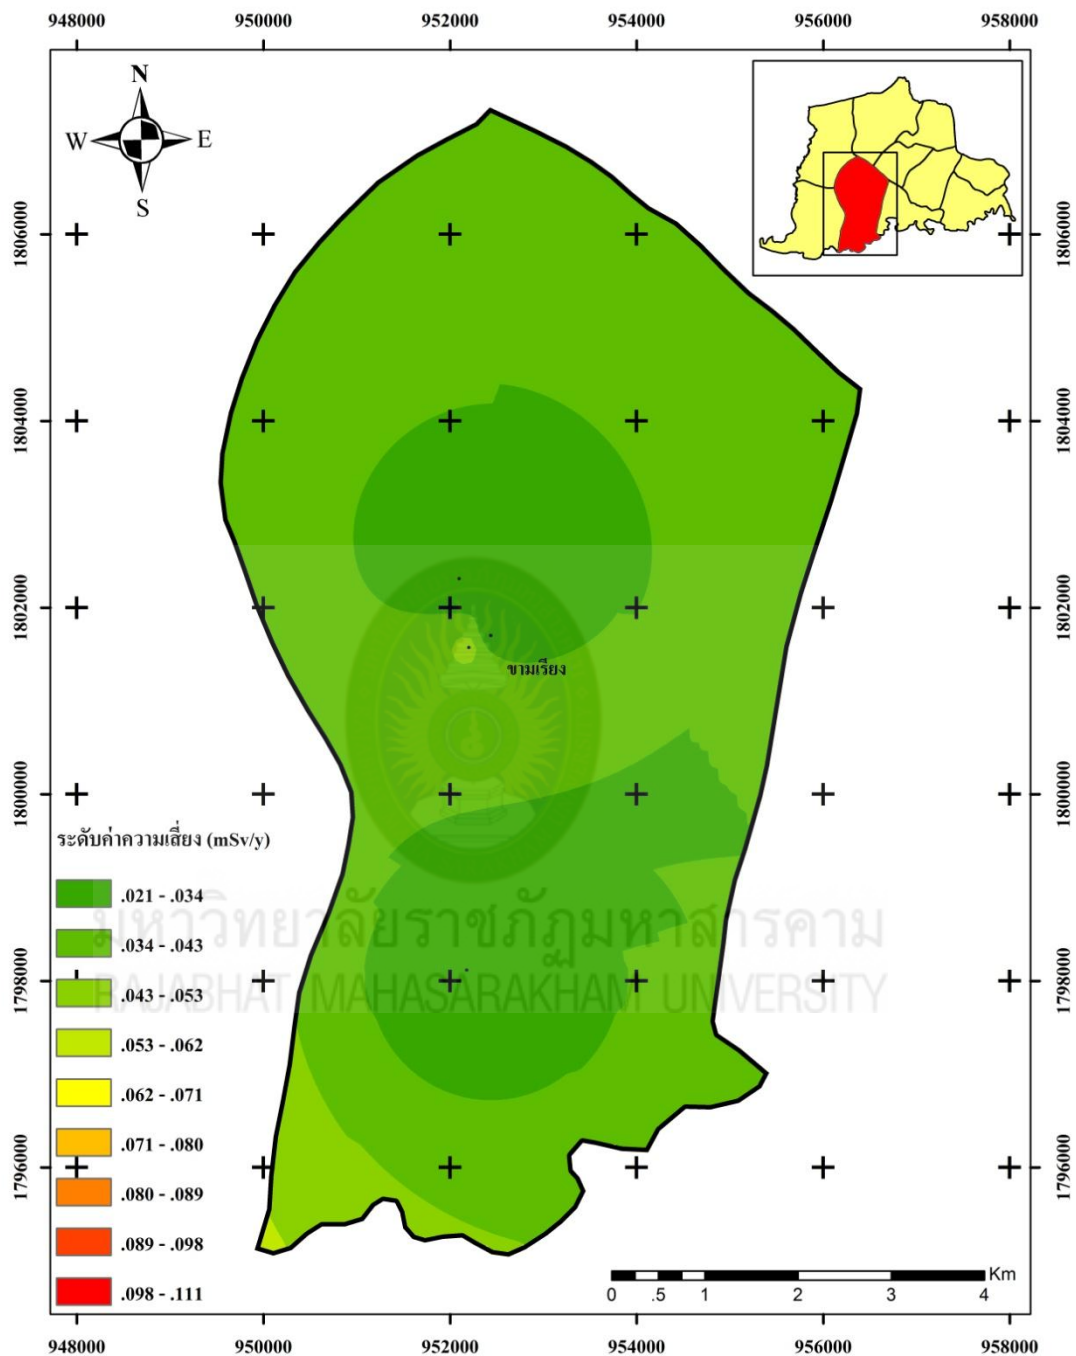 948000 950000 952000 954000 956000 958000
N
W E
S
1806000 1806000
1804000 1804000
1802000 1802000
ขามเรียง
1800000 1800000
ระดับค่าความเสี่ยง (mSv/y)
.021 - .034
มหาวิทยาลัยราชภัฏมหาสารคาม
.034 - .043
1798000 1798000
RAJABHAT MAHASARAKHAM UNIVERSITY
.043 - .053
.053 - .062
.062 - .071
.071 - .080
1796000 1796000
.080 - .089
.089 - .098
.098 - .111
Km
0 .5 1 2 3 4
948000 950000 952000 954000 956000 958000